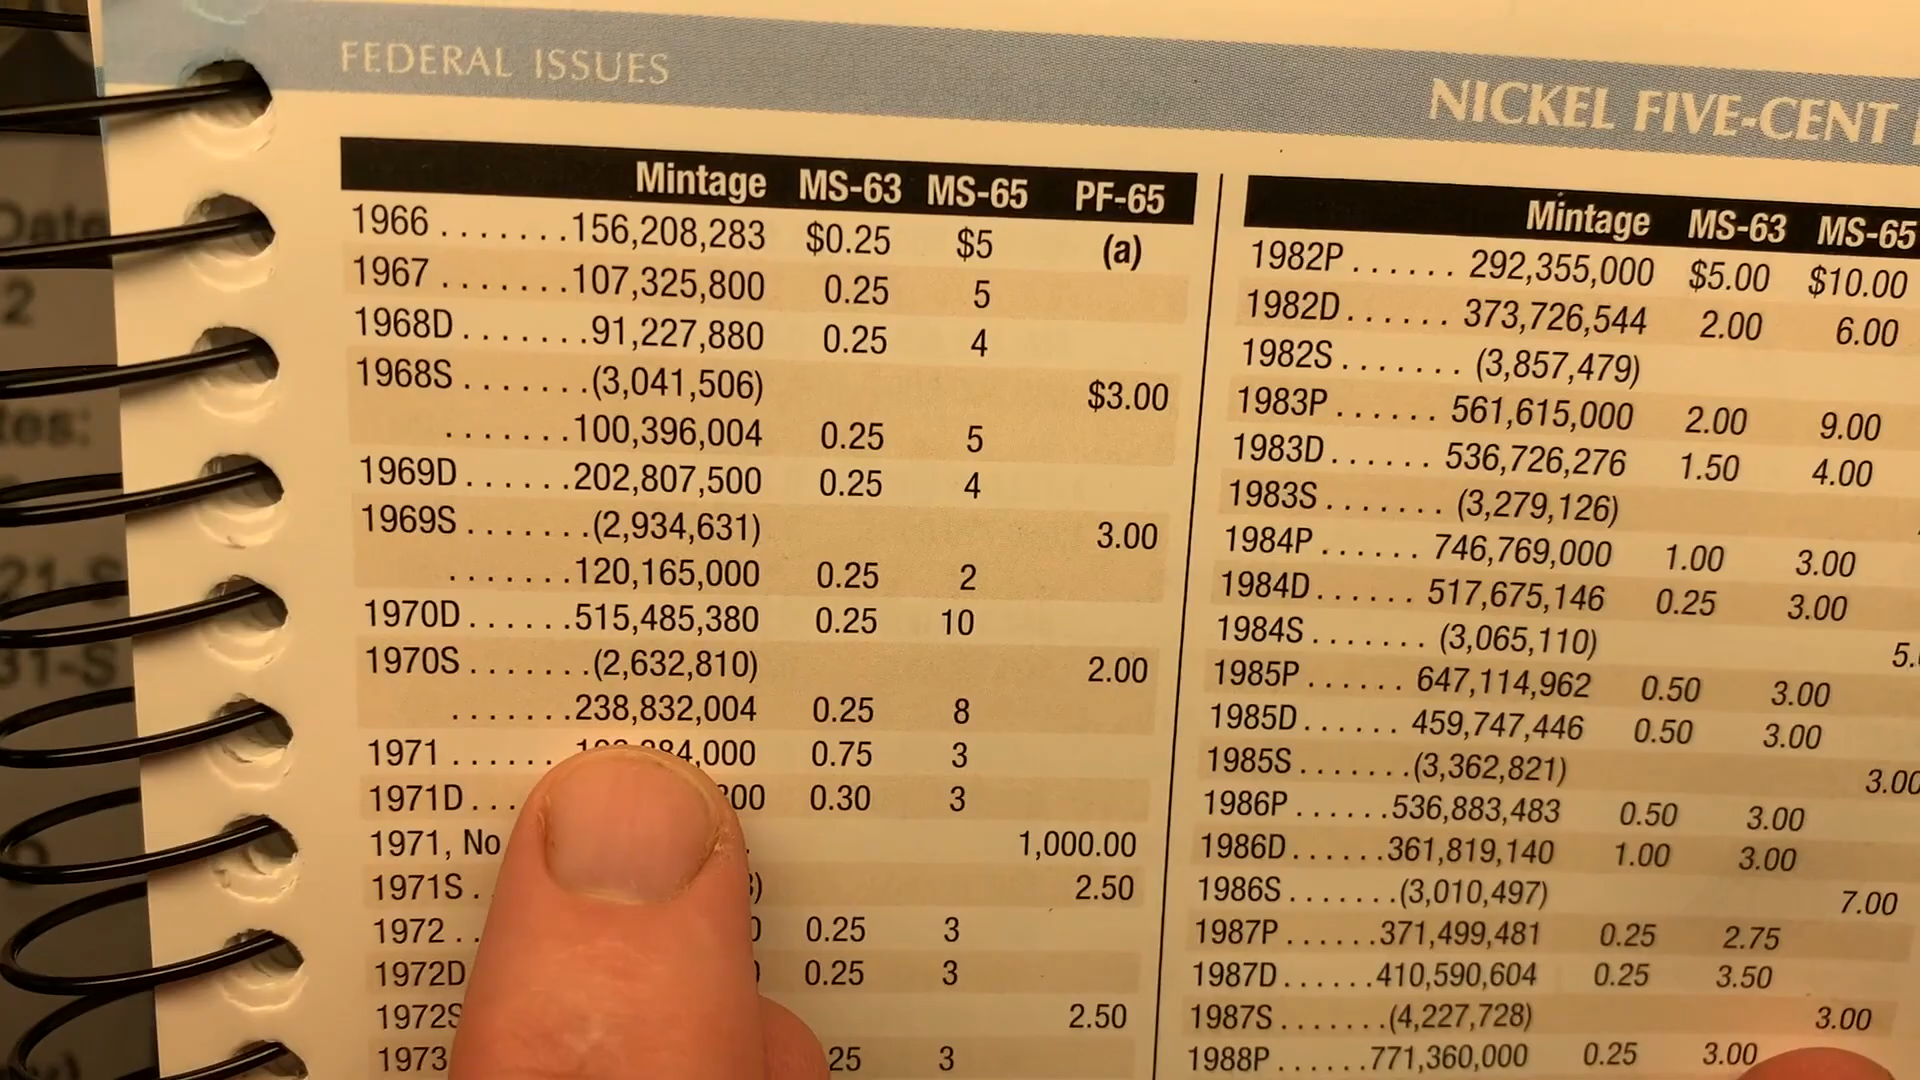 FEDERAL ISSUES
NICKEL FIVE-CENT
Mintage MS-63 MS-65 PF-65
1966 . . . . . . .156,208,283 $0.25 $5 (a)
1967 . . . . . . .107,325,800 0.25 5
1968D . . . . . . .91,227,880 0.25 4
1968S . . . . . . .(3,041,506) $3.00
. . . . . . .100,396,004 0.25 5
1969D . . . . . .202,807,500 0.25 4
1969S . . . . . . .(2,934,631) 3.00
. . . . . . .120,165,000 0.25 2
1970D . . . . . .515,485,380 0.25 10
1970S . . . . . . .(2,632,810) 2.00
. . . . . . .238,832,004 0.25 8
1971 . . . . . . 0.75 3
1971D . . . 0.30 3
1971, No 1,000.00
1971S . . 2.50
1972 . . 0.25 3
1972D 0.25 3
1972S 2.50
1973 3
Mintage MS-63 MS-65
1982P . . . . . . 292,355,000 $5.00 $10.00
1982D . . . . . . 373,726,544 2.00 6.00
1982S . . . . . . . (3,857,479)
1983P . . . . . . 561,615,000 2.00 9.00
1983D . . . . . . 536,726,276 1.50 4.00
1983S . . . . . . . (3,279,126)
1984P . . . . . . 746,769,000 1.00 3.00
1984D . . . . . . 517,675,146 0.25 3.00
1984S . . . . . . . (3,065,110)
1985P . . . . . . 647,114,962 0.50 3.00
1985D . . . . . . 459,747,446 0.50 3.00
1985S . . . . . . .(3,362,821) 3.00
1986P . . . . . .536,883,483 0.50 3.00
1986D . . . . . .361,819,140 1.00 3.00
1986S . . . . . . .(3,010,497) 7.00
1987P . . . . . .371,499,481 0.25 2.75
1987D . . . . . .410,590,604 0.25 3.50
1987S . . . . . . .(4,227,728) 3.00
1988P . . . . . .771,360,000 0.25 3.00